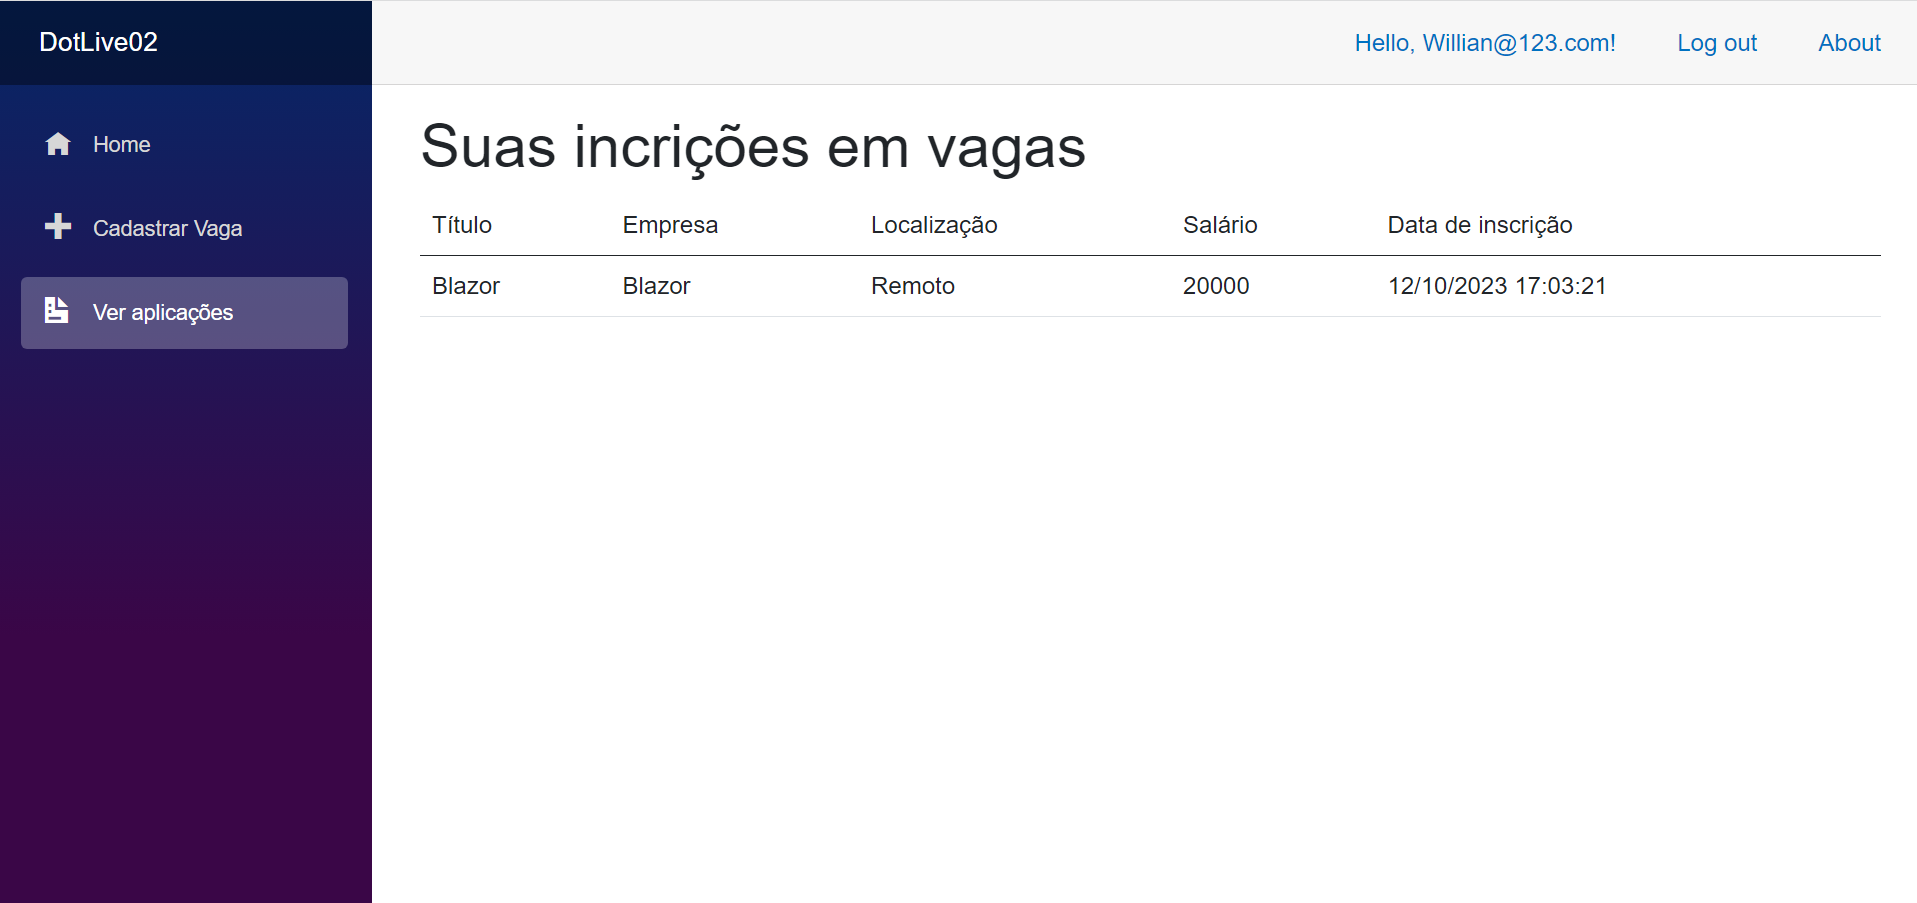 DotLive02
Hello, Willian@123.com! Log out About
Home
Cadastrar Vaga
Ver aplicações
Suas incrições em vagas
Título Empresa Localização Salário Data de inscrição
Blazor Blazor Remoto 20000 12/10/2023 17:03:21